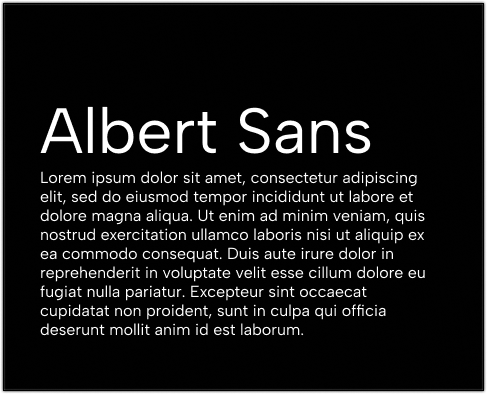 Albert Sans
Lorem ipsum dolor sit amet, consectetur adipiscing
elit, sed do eiusmod tempor incididunt ut labore et
dolore magna aliqua. Ut enim ad minim veniam, quis
nostrud exercitation ullamco laboris nisi ut aliquip ex
ea commodo consequat. Duis aute irure dolor in
reprehenderit in voluptate velit esse cillum dolore eu
fugiat nulla pariatur. Excepteur sint occaecat
cupidatat non proident, sunt in culpa qui officia
deserunt mollit anim id est laborum.